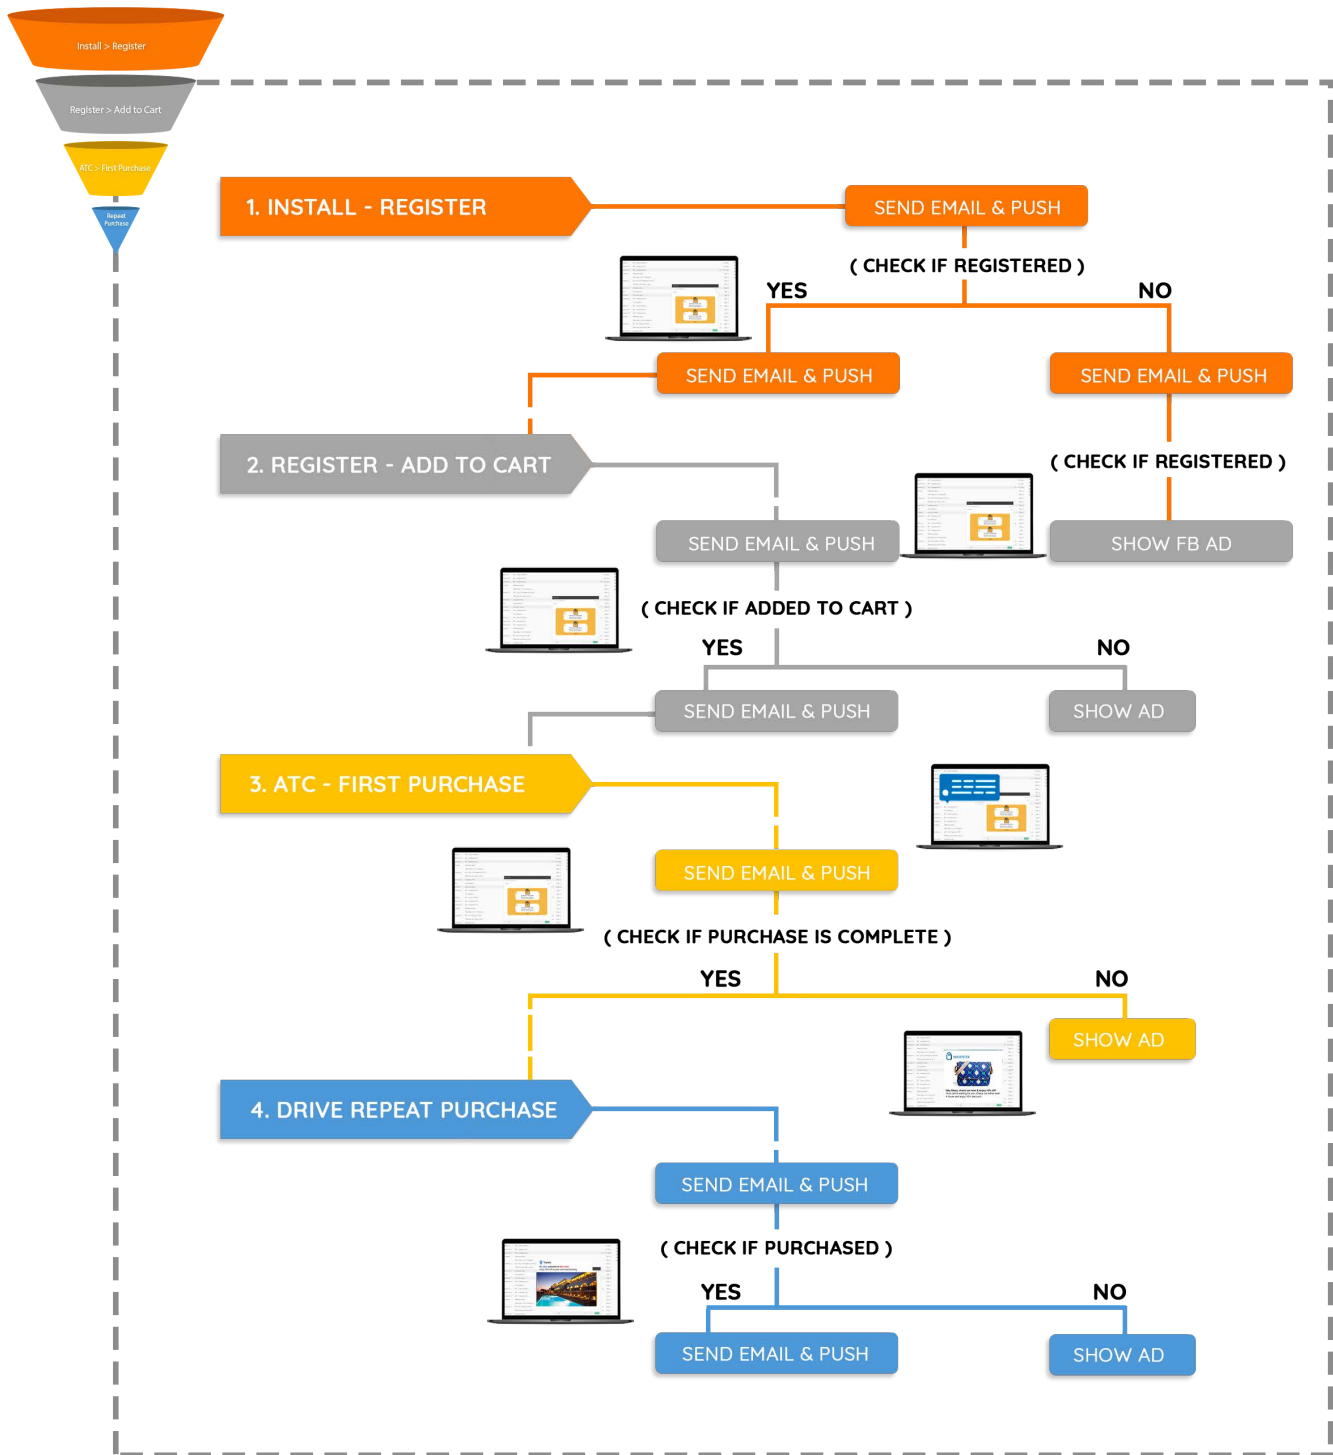 Install > Register
Register > Add to Cart
ATC > First Purchase
Repeat
Purchase
1. INSTALL - REGISTER
SEND EMAIL & PUSH
( CHECK IF REGISTERED )
YES
NO
SEND EMAIL & PUSH
SEND EMAIL & PUSH
2. REGISTER - ADD TO CART
( CHECK IF REGISTERED )
SEND EMAIL & PUSH
SHOW FB AD
( CHECK IF ADDED TO CART )
YES
NO
SEND EMAIL & PUSH
SHOW AD
3. ATC - FIRST PURCHASE
SEND EMAIL & PUSH
( CHECK IF PURCHASE IS COMPLETE )
YES
NO
SHOW AD
4. DRIVE REPEAT PURCHASE
SEND EMAIL & PUSH
( CHECK IF PURCHASED )
YES
NO
SEND EMAIL & PUSH
SHOW AD